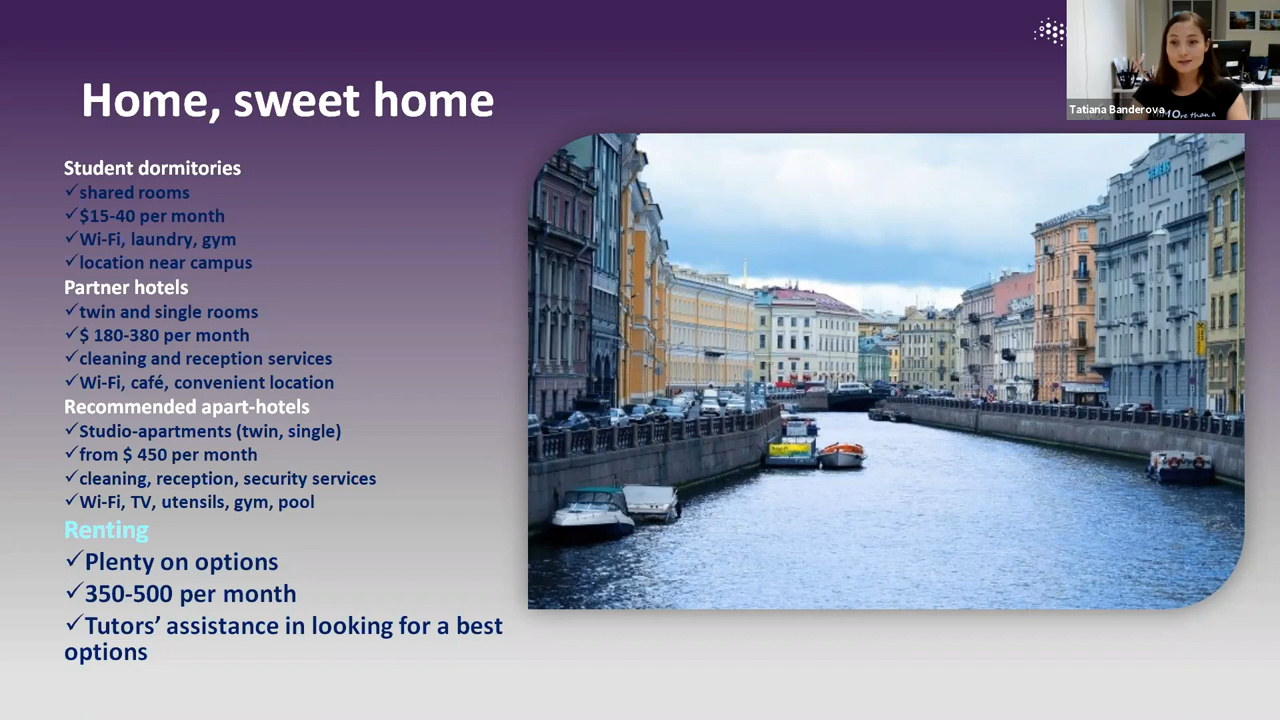 Home, sweet home
Student dormitories
✓shared rooms
✓$15-40 per month
✓Wi-Fi, laundry, gym
✓location near campus
Partner hotels
✓twin and single rooms
✓$ 180-380 per month
✓cleaning and reception services
✓Wi-Fi, café, convenient location
Recommended apart-hotels
✓Studio-apartments (twin, single)
✓from $ 450 per month
✓cleaning, reception, security services
✓Wi-Fi, TV, utensils, gym, pool
Renting
✓Plenty on options
✓350-500 per month
✓Tutors’ assistance in looking for a best
options
Tatiana Banderova
more than a
SIEMENS